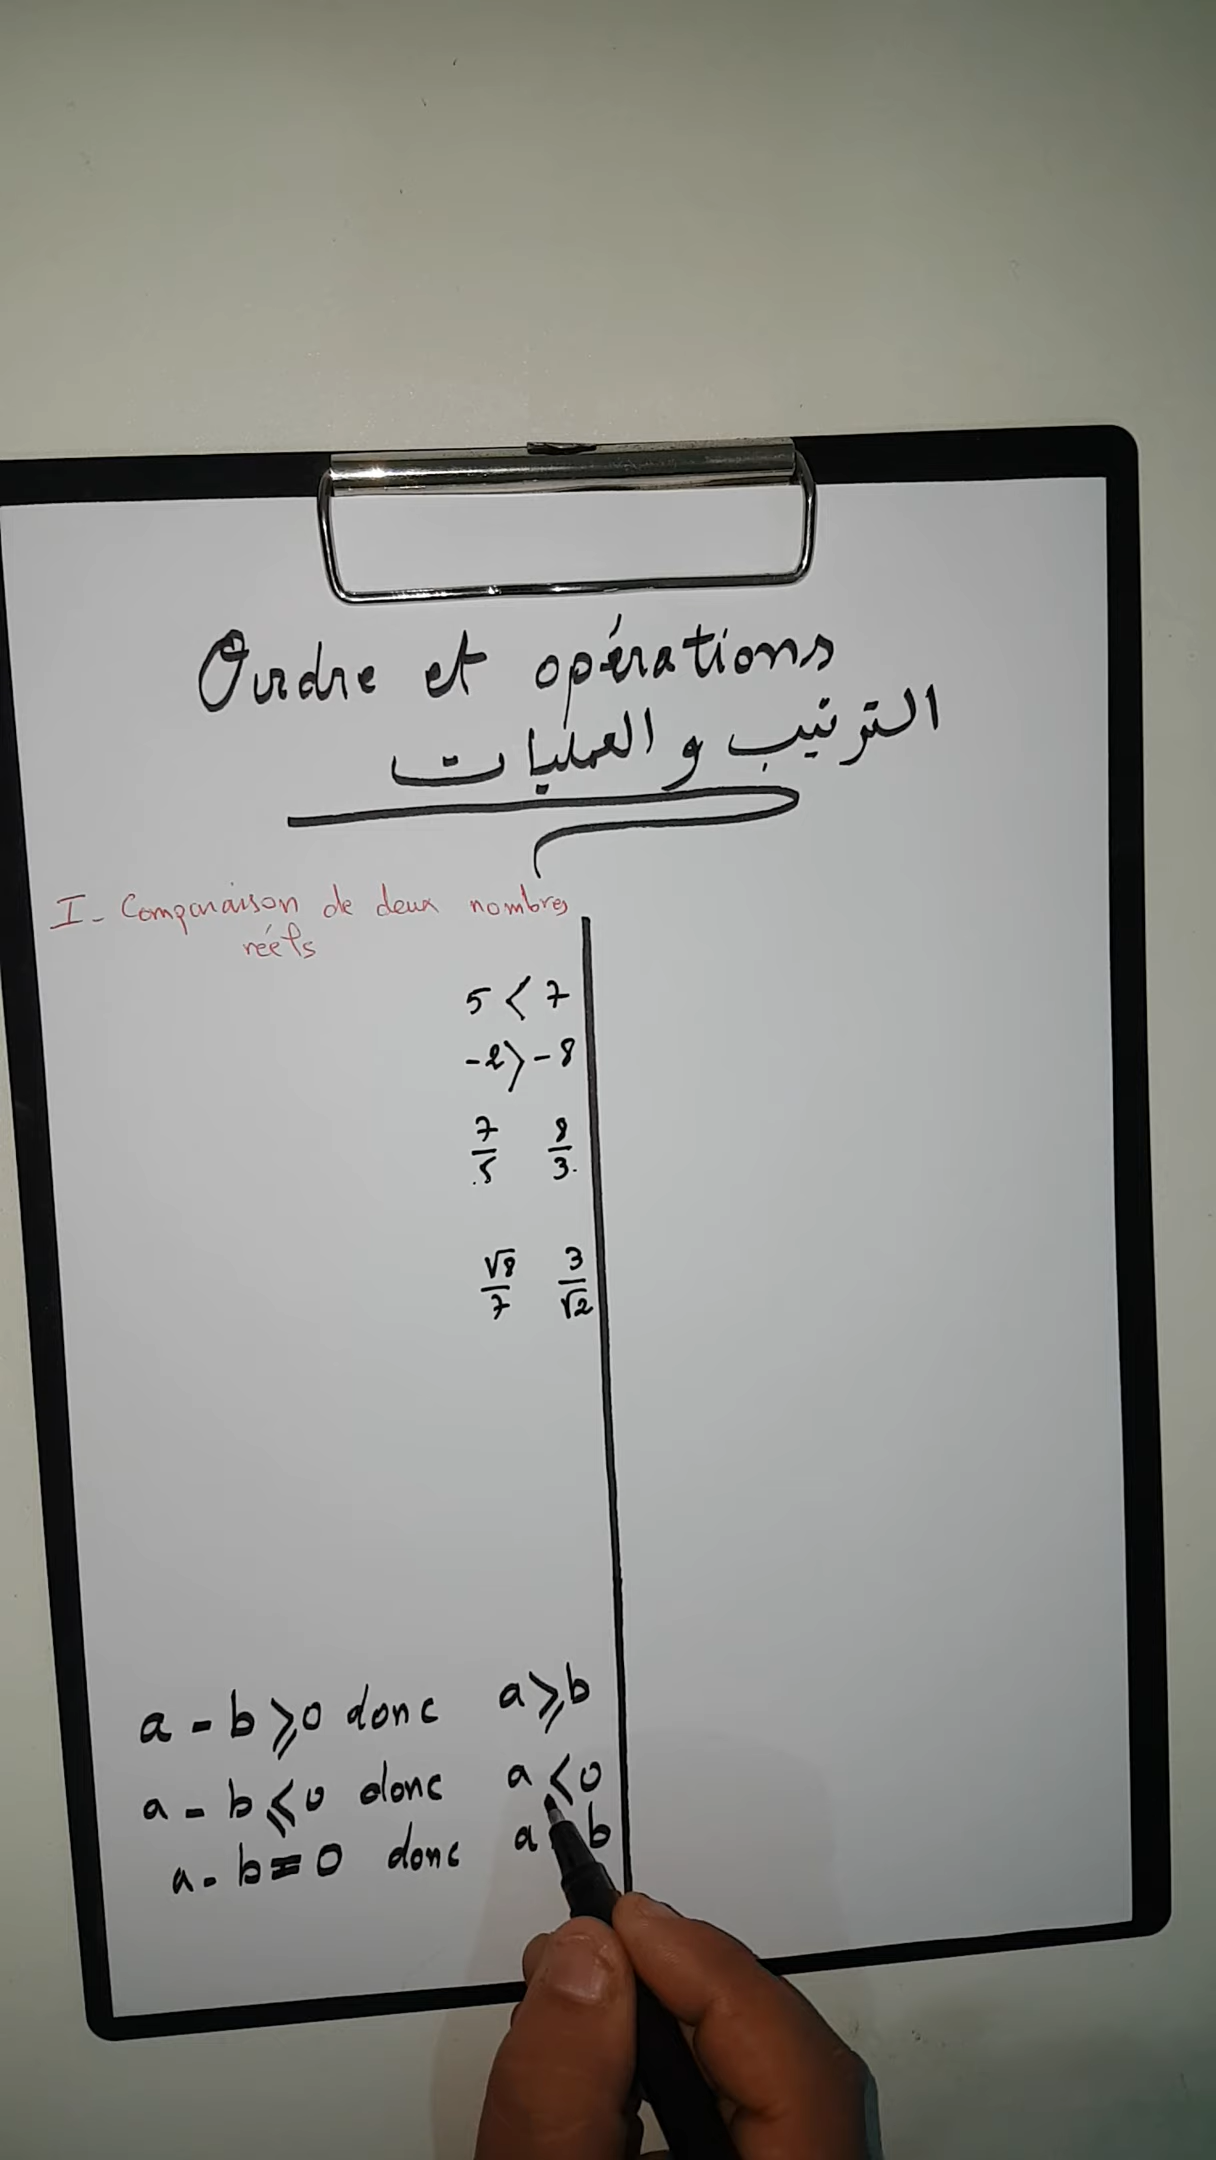 Ordre et opérations
الترتيب و العمليات
I - Comparaison de deux nombres
réels
5 < 7
-2 > -8
7/5 8/3
√8/7 3/√2
a - b ⩾ 0 donc a ⩾ b
a - b ⩽ 0 donc a < 0
a - b = 0 donc a b